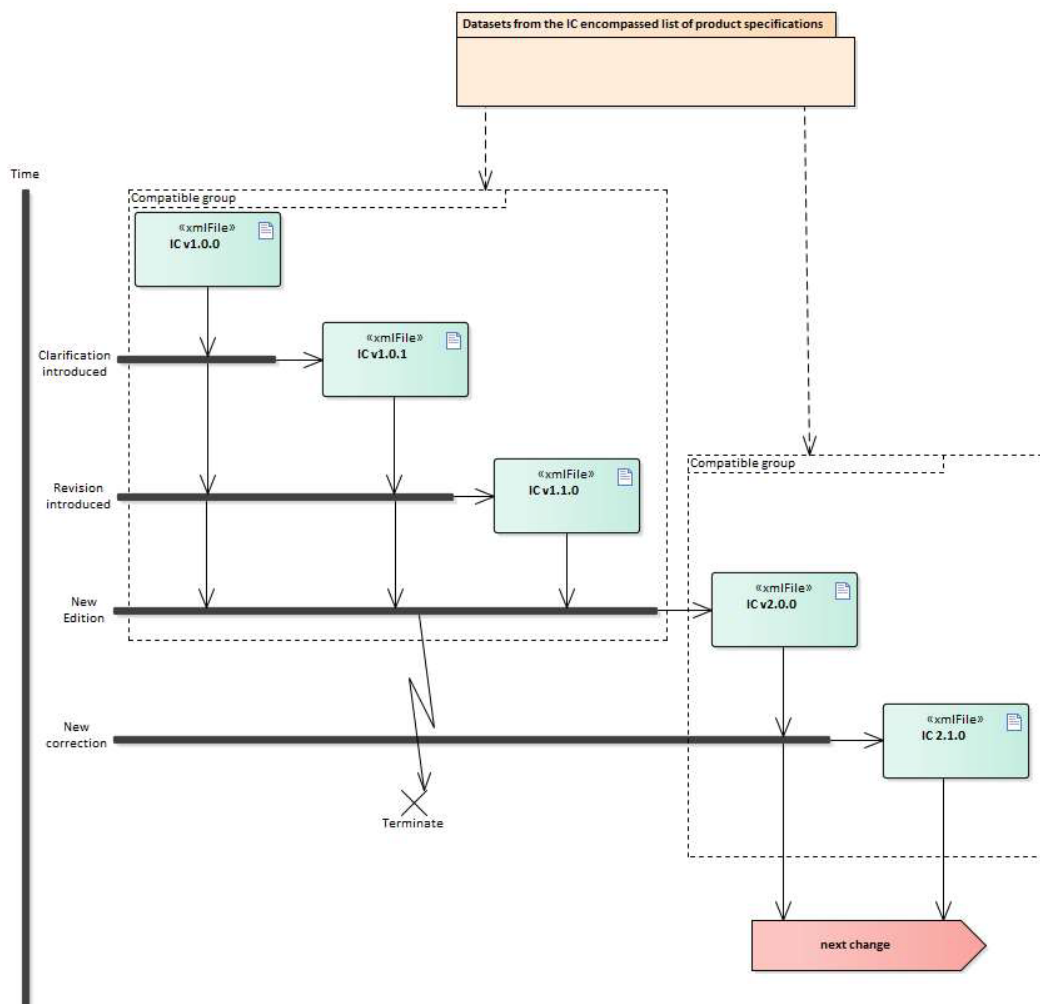 Datasets from the IC encompassed list of product specifications
Time
Compatible group
«xmlFile»
IC v1.0.0
«xmlFile»
IC v1.0.1
Clarification
introduced
Compatible group
«xmlFile»
IC v1.1.0
Revision
introduced
«xmlFile»
IC v2.0.0
New
Edition
«xmlFile»
IC 2.1.0
New
correction
Terminate
next change